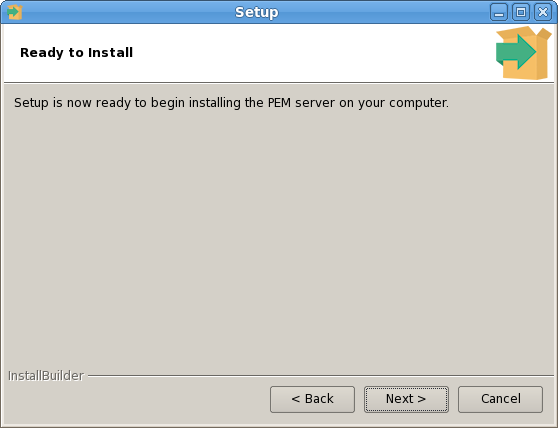 Setup
Ready to Install
Setup is now ready to begin installing the PEM server on your computer.
InstallBuilder
< Back
Next >
Cancel